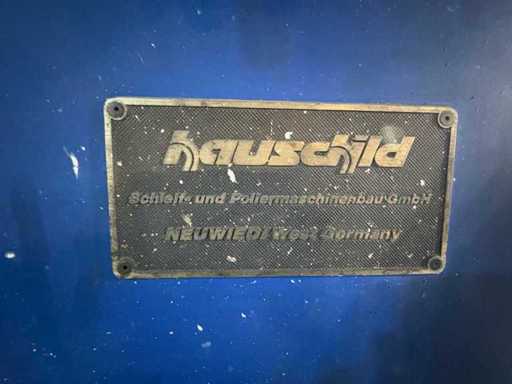 hauschild
Schleif- und Poliermaschinenbau GmbH
NEUWIED/West Germany